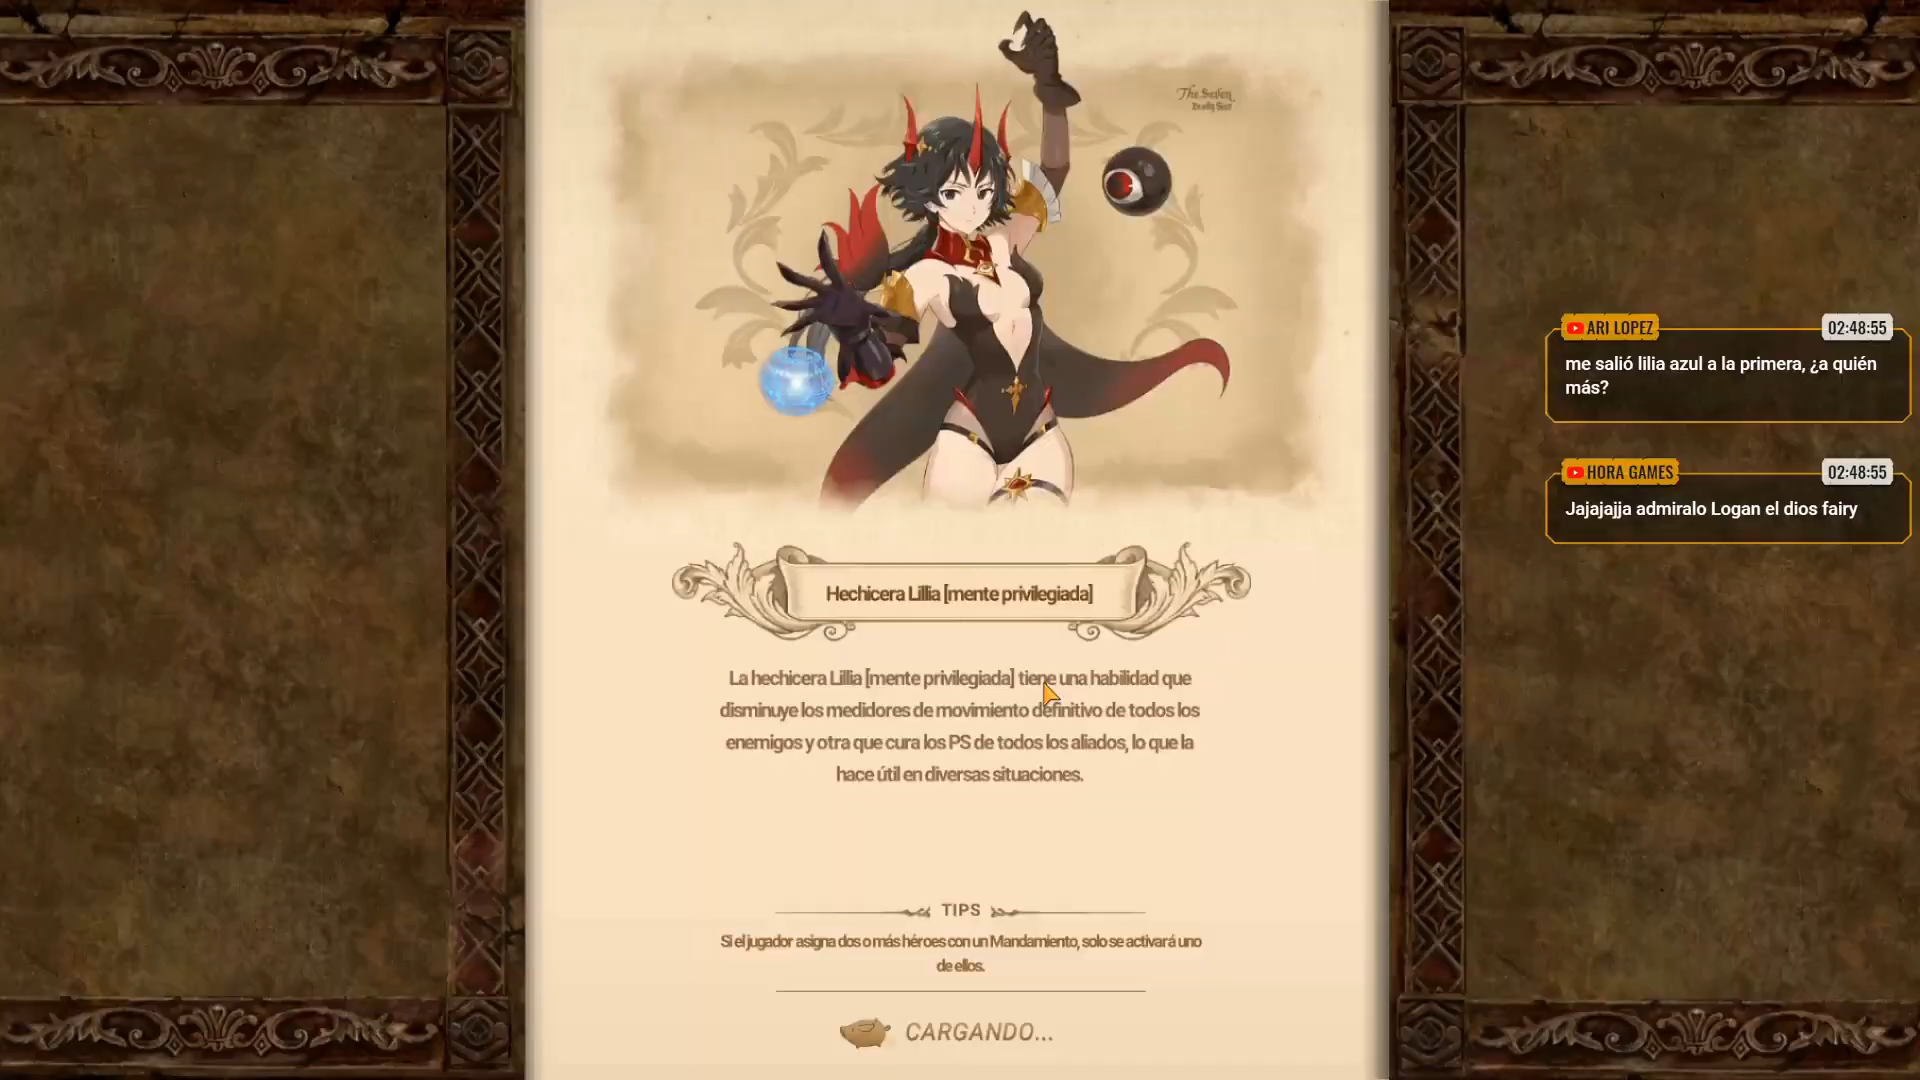 The Seven
Deadly Sins
ARI LOPEZ
02:48:55
me salió lilia azul a la primera, ¿a quién
más?
HORA GAMES
02:48:55
Jajajajja admiralo Logan el dios fairy
Hechicera Lillia [mente privilegiada]
La hechicera Lillia [mente privilegiada] tiene una habilidad que
disminuye los medidores de movimiento definitivo de todos los
enemigos y otra que cura los PS de todos los aliados, lo que la
hace útil en diversas situaciones.
TIPS
Si el jugador asigna dos o más héroes con un Mandamiento, solo se activará uno
de ellos.
CARGANDO...